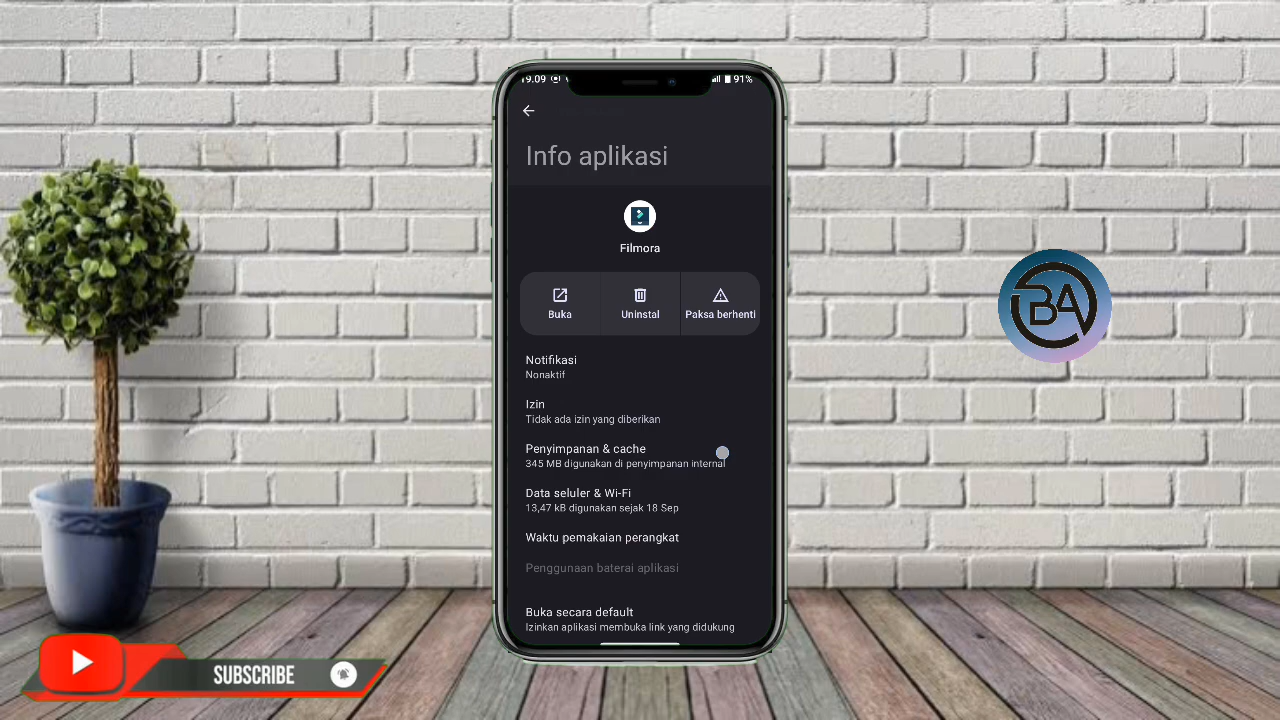 19.09
91%
Info aplikasi
Filmora
Buka
Uninstal
Paksa berhenti
Notifikasi
Nonaktif
Izin
Tidak ada izin yang diberikan
Penyimpanan & cache
345 MB digunakan di penyimpanan internal
Data seluler & Wi-Fi
13,47 kB digunakan sejak 18 Sep
Waktu pemakaian perangkat
Penggunaan baterai aplikasi
Buka secara default
Izinkan aplikasi membuka link yang didukung
BA
SUBSCRIBE